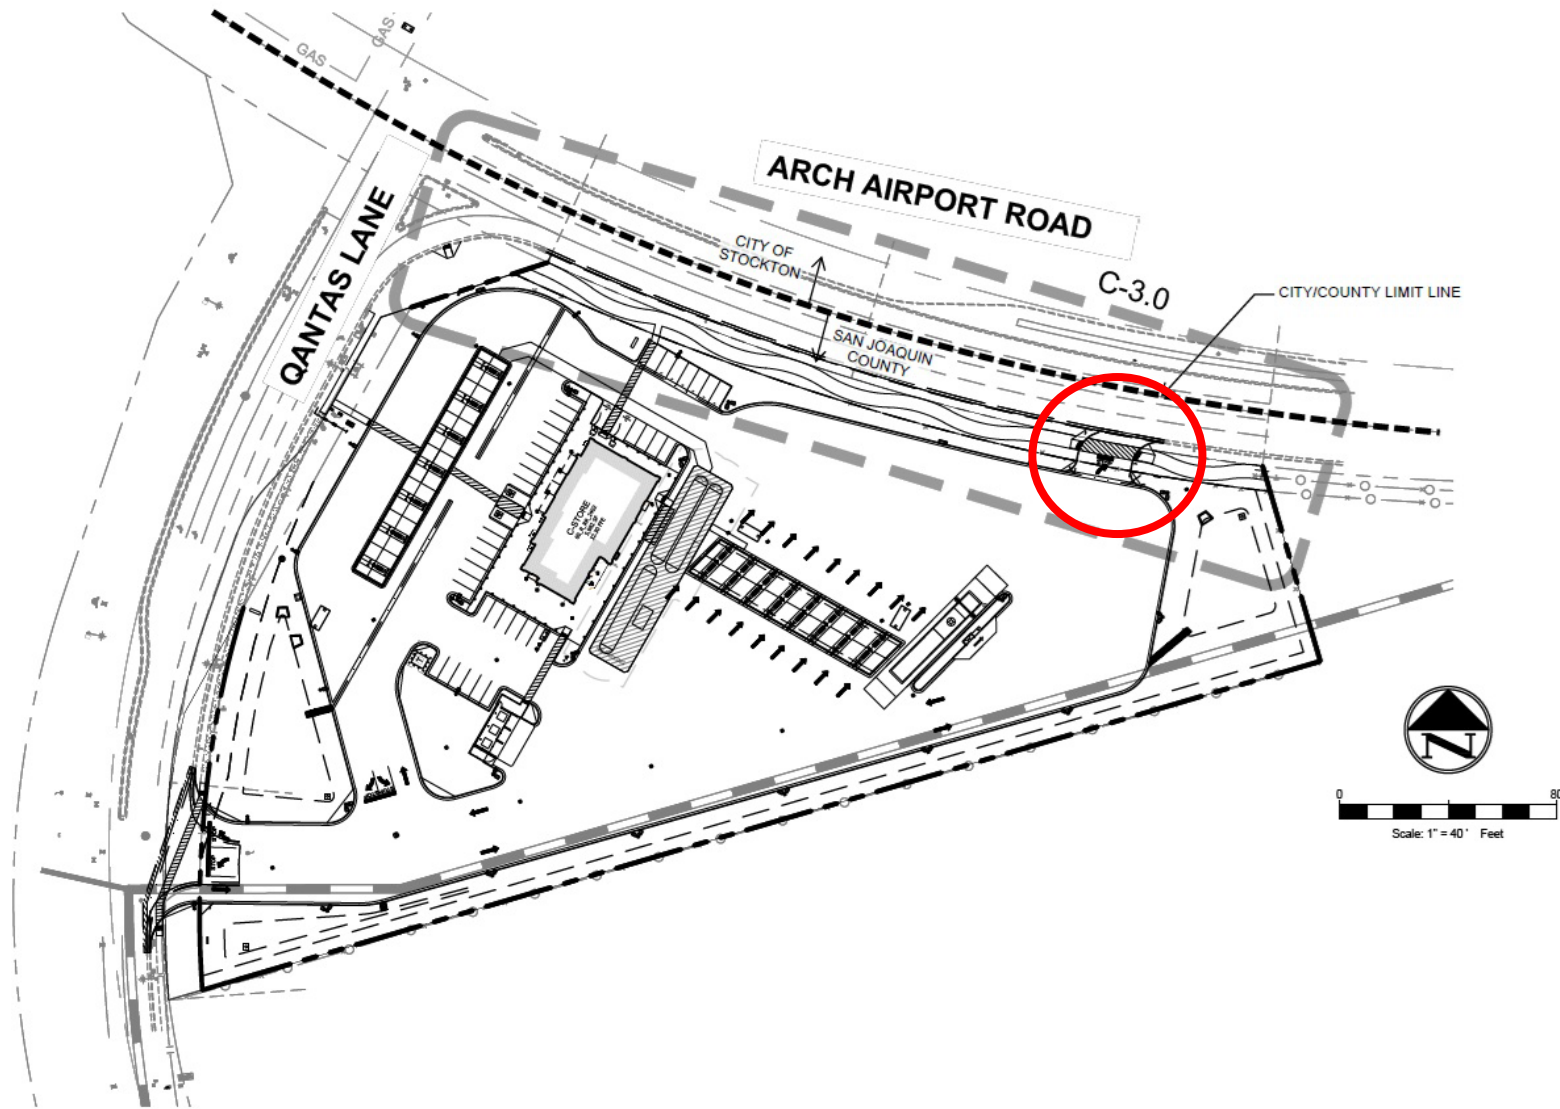 GAS
GAS
ARCH AIRPORT ROAD
QANTAS LANE
CITY OF
STOCKTON
C-3.0
CITY/COUNTY LIMIT LINE
SAN JOAQUIN
COUNTY
C-STORE
N
0
80
Scale: 1" = 40' Feet